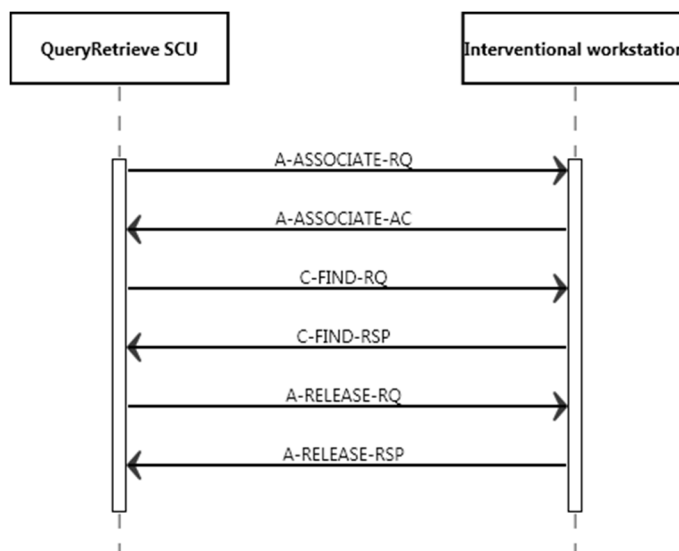 QueryRetrieve SCU
Interventional workstation
A-ASSOCIATE-RQ
A-ASSOCIATE-AC
C-FIND-RQ
C-FIND-RSP
A-RELEASE-RQ
A-RELEASE-RSP